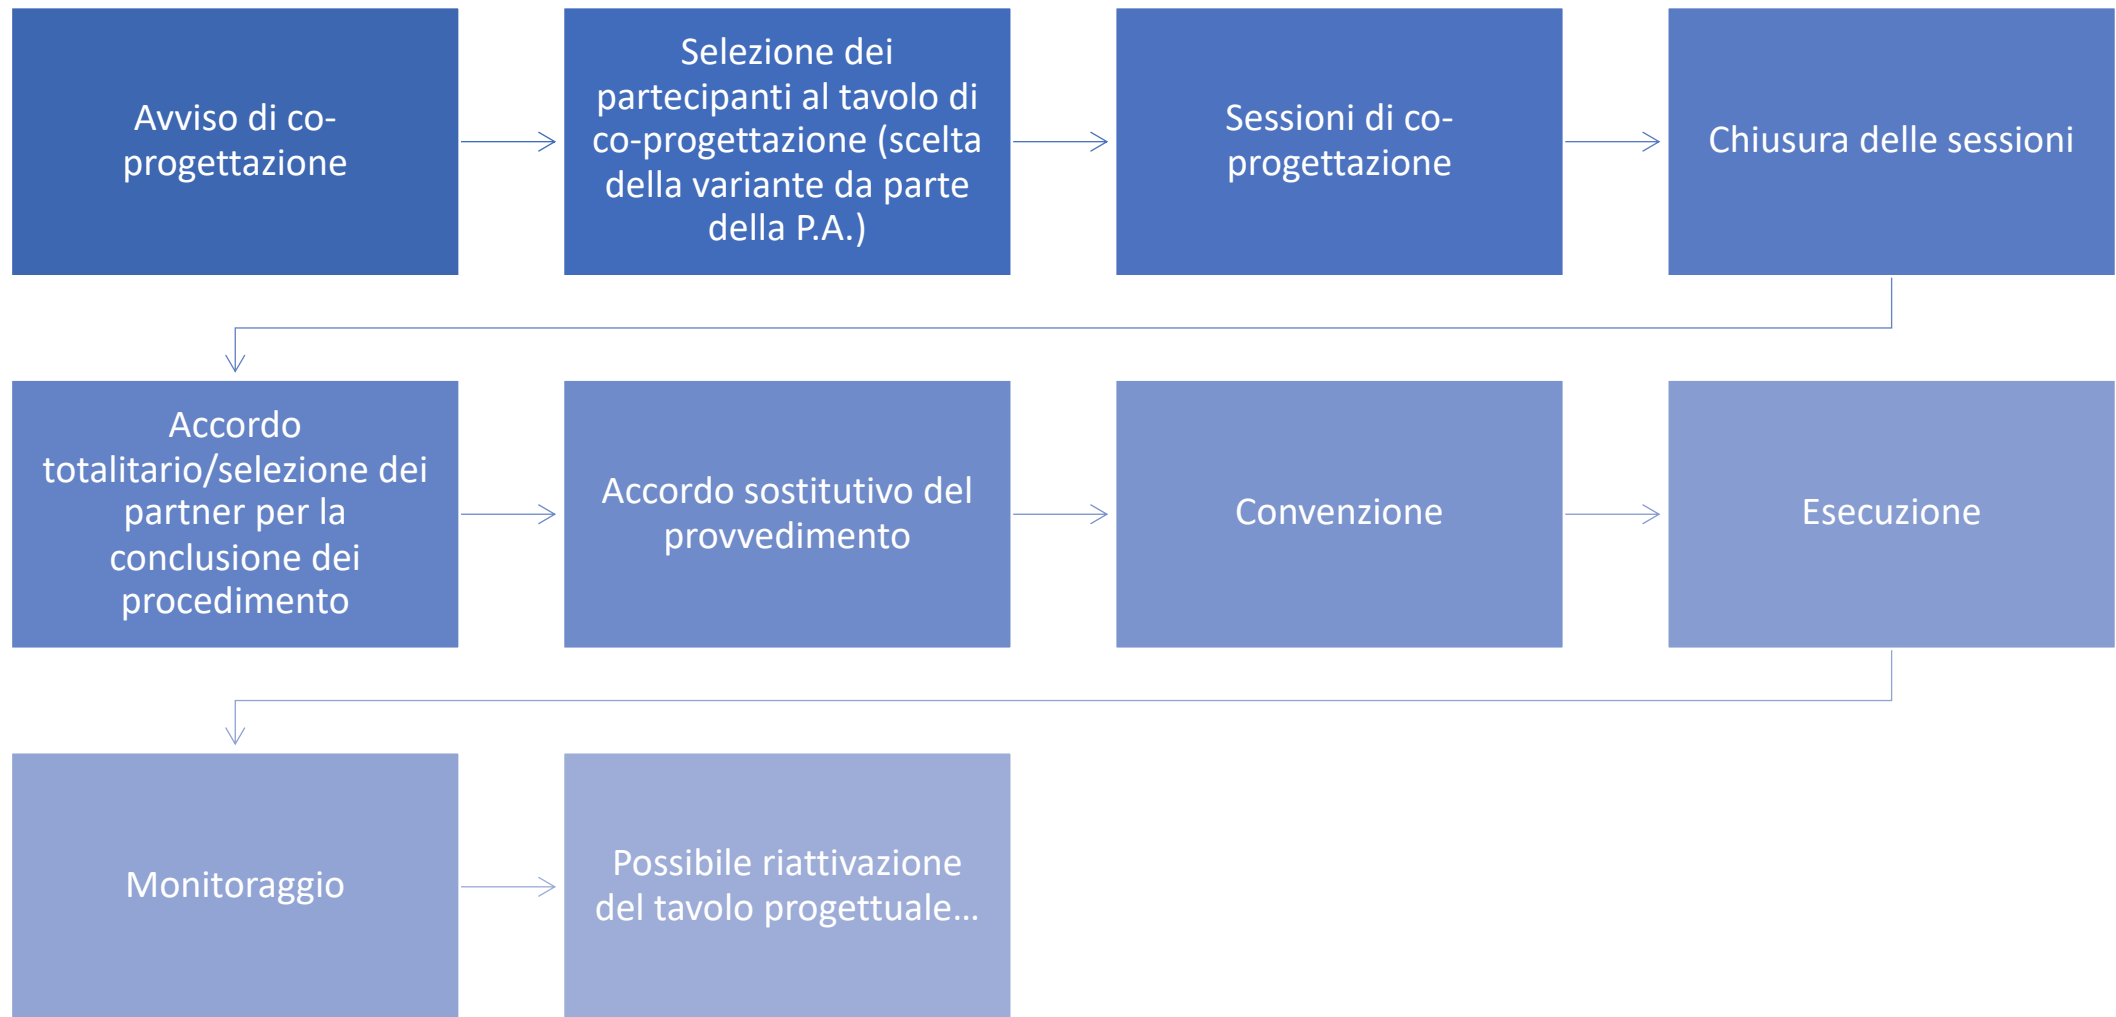 Avviso di co-
progettazione
Selezione dei
partecipanti al tavolo di
co-progettazione (scelta
della variante da parte
della P.A.)
Sessioni di co-
progettazione
Chiusura delle sessioni
Accordo
totalitario/selezione dei
partner per la
conclusione dei
procedimento
Accordo sostitutivo del
provvedimento
Convenzione
Esecuzione
Monitoraggio
Possibile riattivazione
del tavolo progettuale…